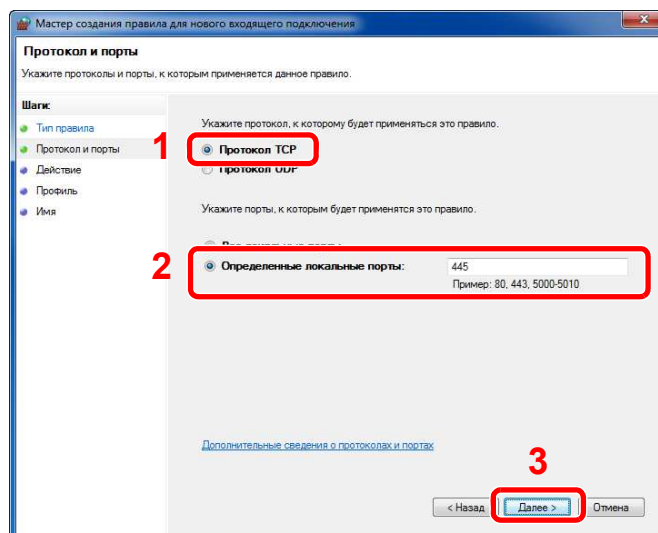 Мастер создания правила для нового входящего подключения
Протокол и порты
Укажите протоколы и порты, к которым применяется данное правило.
Шаги:
Тип правила
Протокол и порты
Действие
Профиль
Имя
Укажите протокол, к которому будет применяться это правило.
1
Протокол TCP
Протокол UDP
Укажите порты, к которым будет применятся это правило.
2
Определенные локальные порты: 445
Пример: 80, 443, 5000-5010
Дополнительные сведения о протоколах и портах
3
< Назад Далее > Отмена